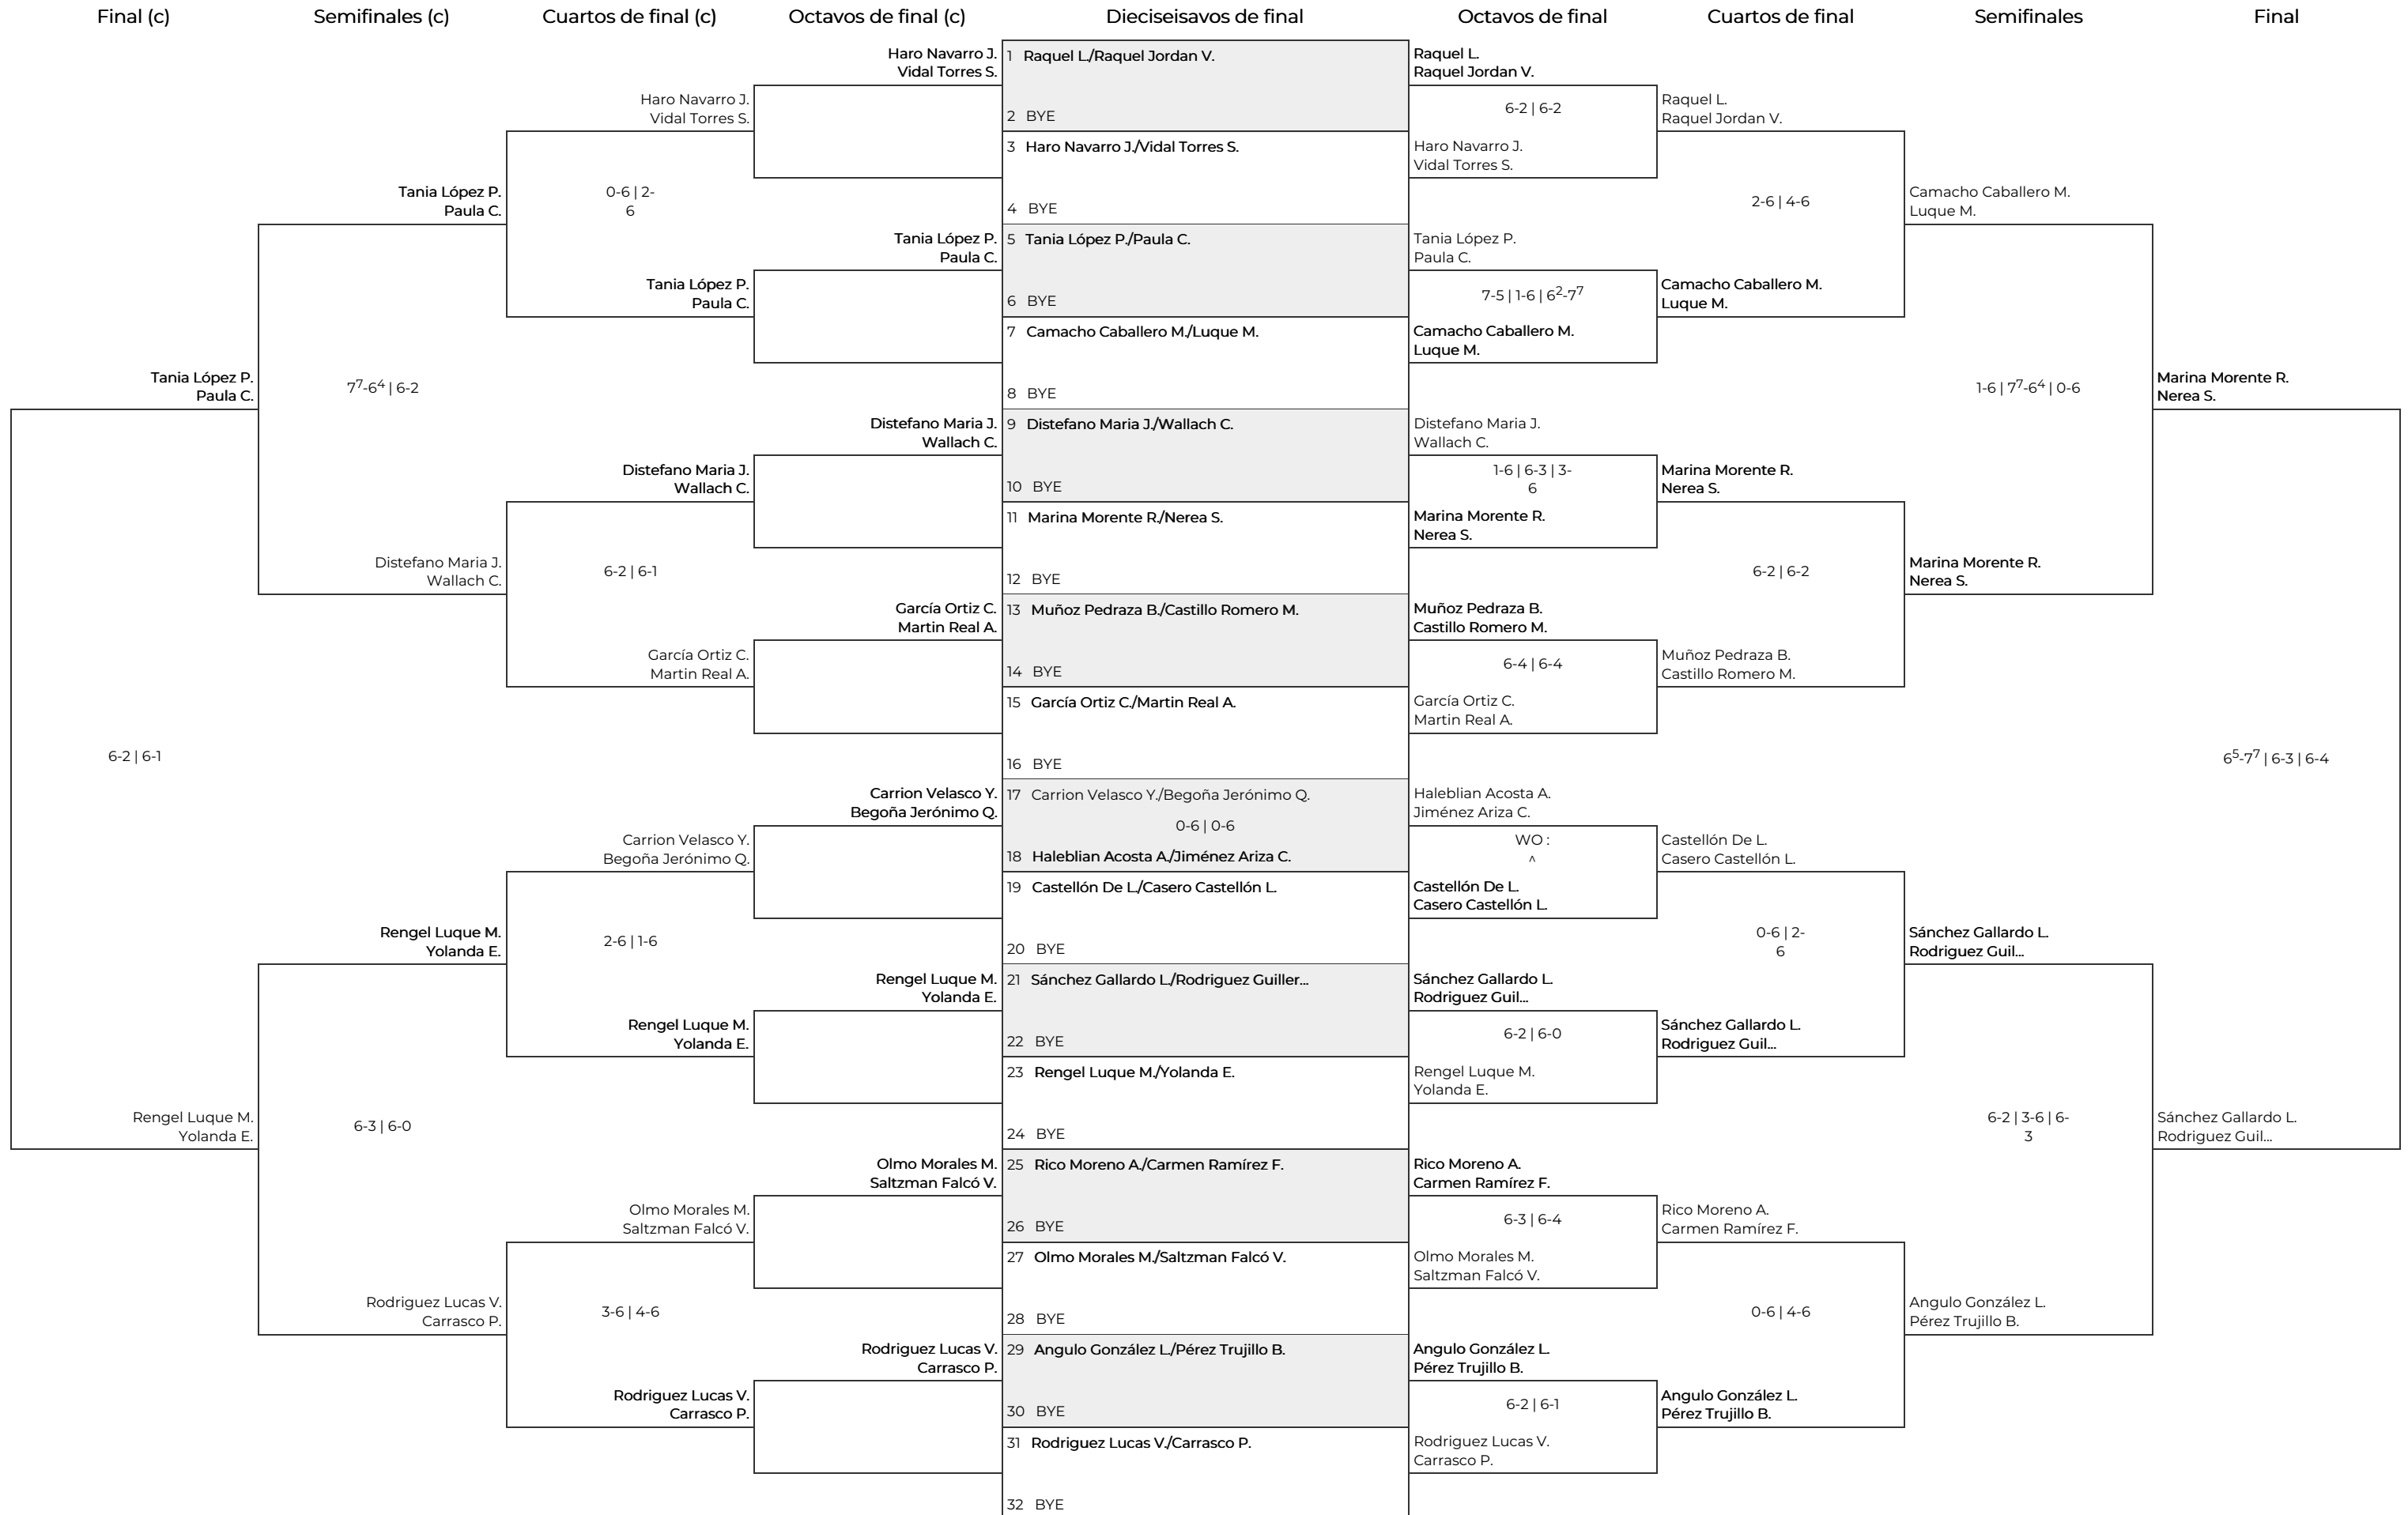 Final (c)
Semifinales (c)
Cuartos de final (c)
Octavos de final (c)
Dieciseisavos de final
Octavos de final
Cuartos de final
Semifinales
Final
Tania López P.
Paula C.
6-2 | 6-1
Rengel Luque M.
Yolanda E.
Tania López P.
Paula C.
7⁷-6⁴ | 6-2
Distefano Maria J.
Wallach C.
Rengel Luque M.
Yolanda E.
6-3 | 6-0
Rodriguez Lucas V.
Carrasco P.
Haro Navarro J.
Vidal Torres S.
0-6 | 2-
6
Tania López P.
Paula C.
Distefano Maria J.
Wallach C.
6-2 | 6-1
García Ortiz C.
Martin Real A.
Carrion Velasco Y.
Begoña Jerónimo Q.
2-6 | 1-6
Rengel Luque M.
Yolanda E.
Olmo Morales M.
Saltzman Falcó V.
3-6 | 4-6
Rodriguez Lucas V.
Carrasco P.
Haro Navarro J.
Vidal Torres S.
Tania López P.
Paula C.
Distefano Maria J.
Wallach C.
García Ortiz C.
Martin Real A.
Carrion Velasco Y.
Begoña Jerónimo Q.
Rengel Luque M.
Yolanda E.
Olmo Morales M.
Saltzman Falcó V.
Rodriguez Lucas V.
Carrasco P.
1 Raquel L./Raquel Jordan V.
2 BYE
3 Haro Navarro J./Vidal Torres S.
4 BYE
5 Tania López P./Paula C.
6 BYE
7 Camacho Caballero M./Luque M.
8 BYE
9 Distefano Maria J./Wallach C.
10 BYE
11 Marina Morente R./Nerea S.
12 BYE
13 Muñoz Pedraza B./Castillo Romero M.
14 BYE
15 García Ortiz C./Martin Real A.
16 BYE
17 Carrion Velasco Y./Begoña Jerónimo Q.
0-6 | 0-6
18 Haleblian Acosta A./Jiménez Ariza C.
19 Castellón De L./Casero Castellón L.
20 BYE
21 Sánchez Gallardo L./Rodriguez Guiller...
22 BYE
23 Rengel Luque M./Yolanda E.
24 BYE
25 Rico Moreno A./Carmen Ramírez F.
26 BYE
27 Olmo Morales M./Saltzman Falcó V.
28 BYE
29 Angulo González L./Pérez Trujillo B.
30 BYE
31 Rodriguez Lucas V./Carrasco P.
32 BYE
Raquel L.
Raquel Jordan V.
6-2 | 6-2
Haro Navarro J.
Vidal Torres S.
Tania López P.
Paula C.
7-5 | 1-6 | 6²-7⁷
Camacho Caballero M.
Luque M.
Distefano Maria J.
Wallach C.
1-6 | 6-3 | 3-
6
Marina Morente R.
Nerea S.
Muñoz Pedraza B.
Castillo Romero M.
6-4 | 6-4
García Ortiz C.
Martin Real A.
Haleblian Acosta A.
Jiménez Ariza C.
WO :
^
Castellón De L.
Casero Castellón L.
Sánchez Gallardo L.
Rodriguez Guil...
6-2 | 6-0
Rengel Luque M.
Yolanda E.
Rico Moreno A.
Carmen Ramírez F.
6-3 | 6-4
Olmo Morales M.
Saltzman Falcó V.
Angulo González L.
Pérez Trujillo B.
6-2 | 6-1
Rodriguez Lucas V.
Carrasco P.
Raquel L.
Raquel Jordan V.
2-6 | 4-6
Camacho Caballero M.
Luque M.
Marina Morente R.
Nerea S.
6-2 | 6-2
Muñoz Pedraza B.
Castillo Romero M.
Castellón De L.
Casero Castellón L.
0-6 | 2-
6
Sánchez Gallardo L.
Rodriguez Guil...
Rico Moreno A.
Carmen Ramírez F.
0-6 | 4-6
Angulo González L.
Pérez Trujillo B.
Camacho Caballero M.
Luque M.
1-6 | 7⁷-6⁴ | 0-6
Marina Morente R.
Nerea S.
Sánchez Gallardo L.
Rodriguez Guil...
6-2 | 3-6 | 6-
3
Angulo González L.
Pérez Trujillo B.
Marina Morente R.
Nerea S.
6⁵-7⁷ | 6-3 | 6-4
Sánchez Gallardo L.
Rodriguez Guil...